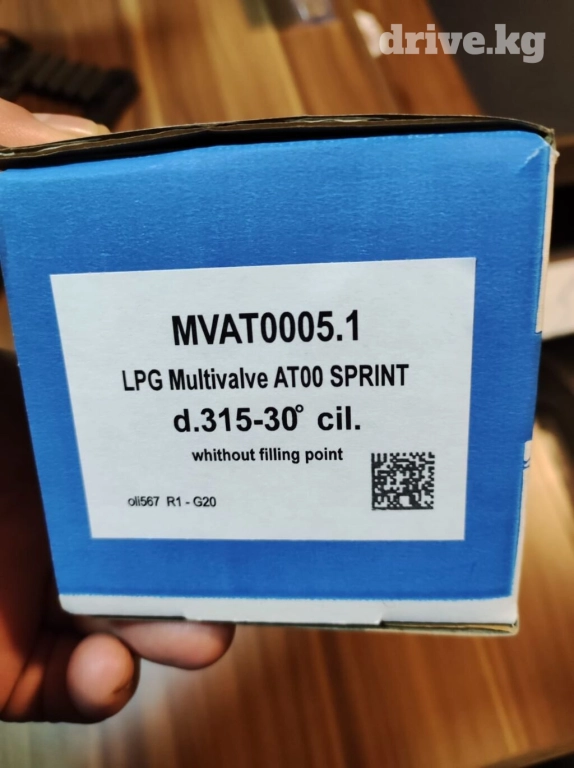 drive.kg
MVAT0005.1
LPG Multivalve AT00 SPRINT
d.315-30° cil.
whithout filling point
oli567 R1 - G20